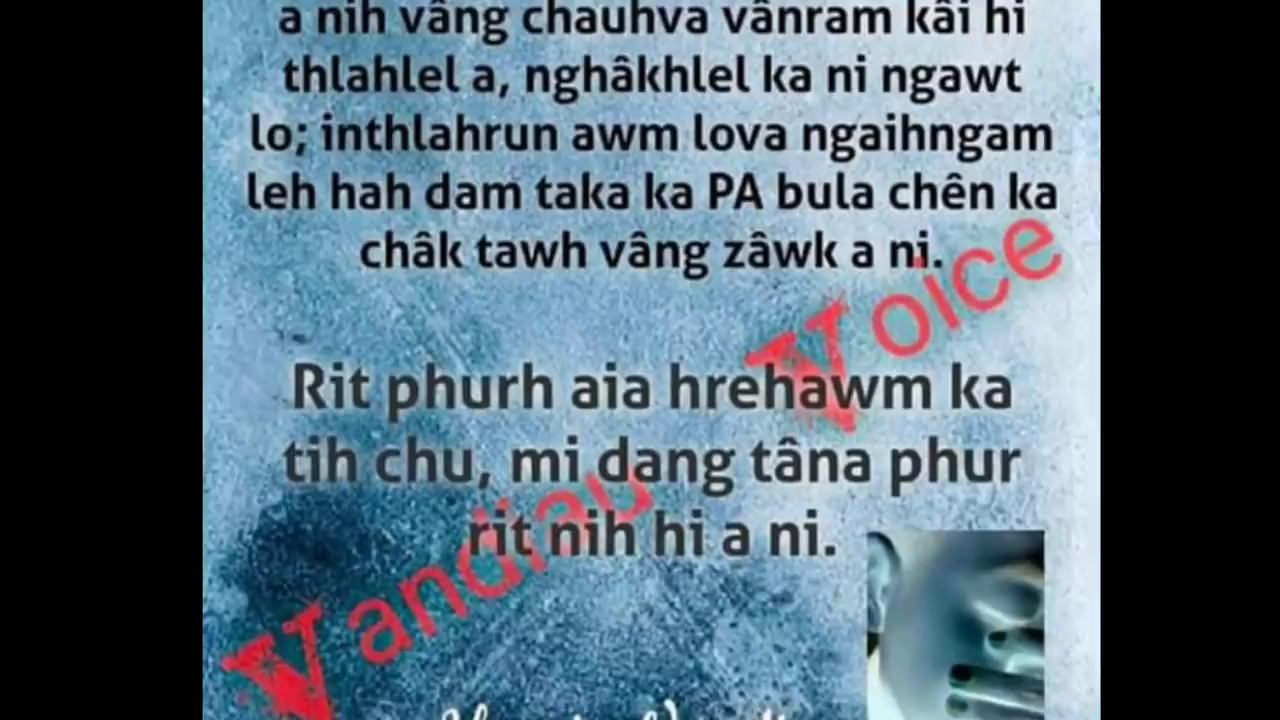 a nih vâng chauhva vânram kâi hi
thlahlel a, nghâkhlel ka ni ngawt
lo; inthlahrun awm lova ngaihngam
leh hah dam taka ka PA bula chên ka
châk tawh vâng zâwk a ni.
Rit phurh aia hrehawm ka
tih chu, mi dang tâna phur
rit nih hi a ni.
Vandiau Voice